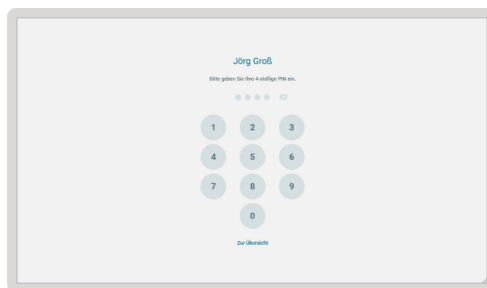 Jörg Groß
Bitte geben Sie Ihre 4-stellige PIN ein.
1 2 3
4 5 6
7 8 9
0
Zur Übersicht